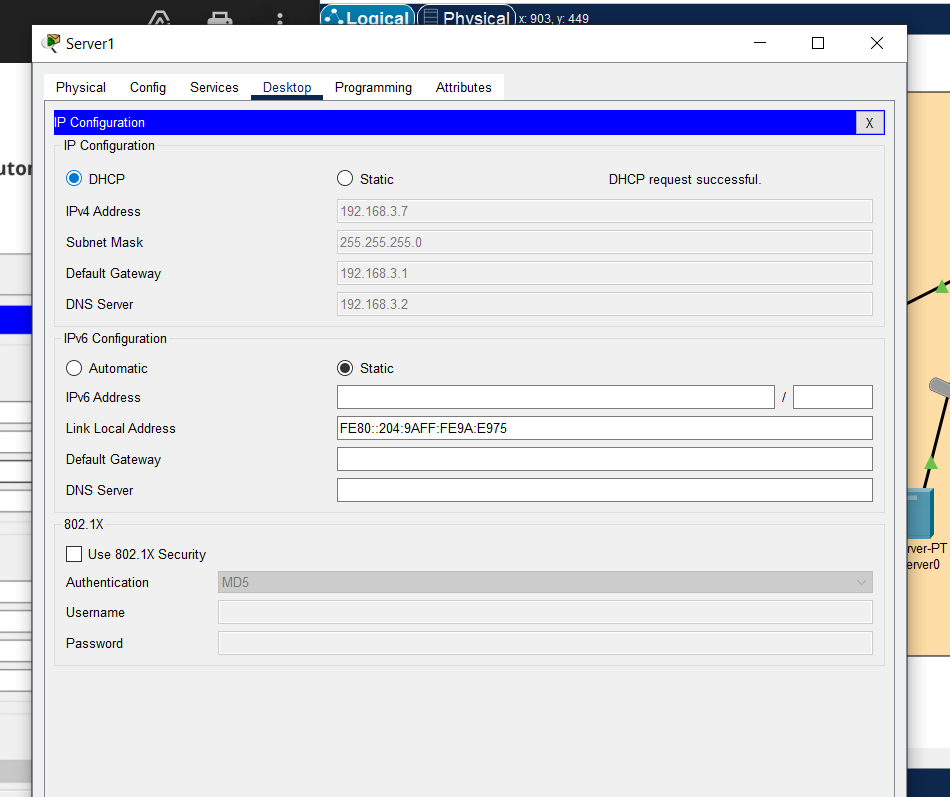 Logical Physical x: 903, y: 449
Server1
Physical Config Services Desktop Programming Attributes
IP Configuration X
IP Configuration
DHCP Static DHCP request successful.
IPv4 Address 192.168.3.7
Subnet Mask 255.255.255.0
Default Gateway 192.168.3.1
DNS Server 192.168.3.2
IPv6 Configuration
Automatic Static
IPv6 Address /
Link Local Address FE80::204:9AFF:FE9A:E975
Default Gateway
DNS Server
802.1X
Use 802.1X Security
Authentication MD5
Username
Password
rver-PT
erver0